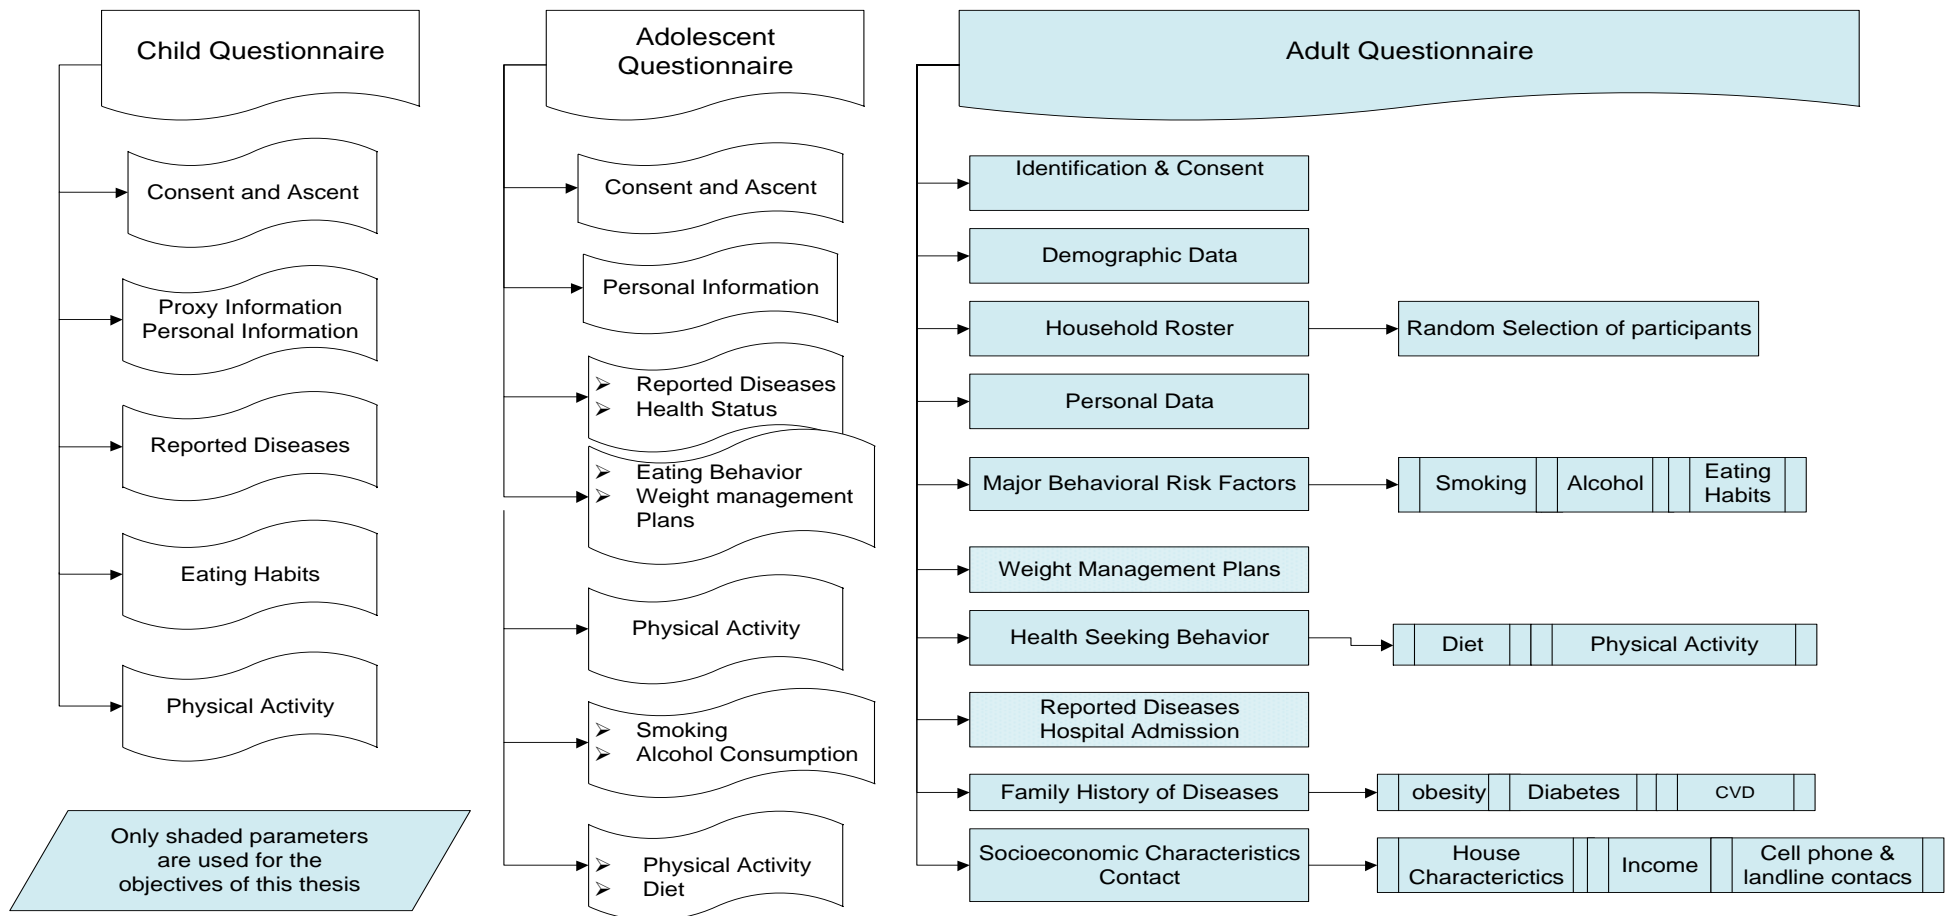 Child Questionnaire
Consent and Ascent
Proxy Information
Personal Information
Reported Diseases
Eating Habits
Physical Activity
Only shaded parameters
are used for the
objectives of this thesis
Adolescent
Questionnaire
Consent and Ascent
Personal Information
Reported Diseases
Health Status
Eating Behavior
Weight management
Plans
Physical Activity
Smoking
Alcohol Consumption
Physical Activity
Diet
Adult Questionnaire
Identification & Consent
Demographic Data
Household Roster
Random Selection of participants
Personal Data
Major Behavioral Risk Factors
Smoking
Alcohol
Eating
Habits
Weight Management Plans
Health Seeking Behavior
Diet
Physical Activity
Reported Diseases
Hospital Admission
Family History of Diseases
obesity
Diabetes
CVD
Socioeconomic Characteristics
Contact
House
Characterictics
Income
Cell phone &
landline contacs